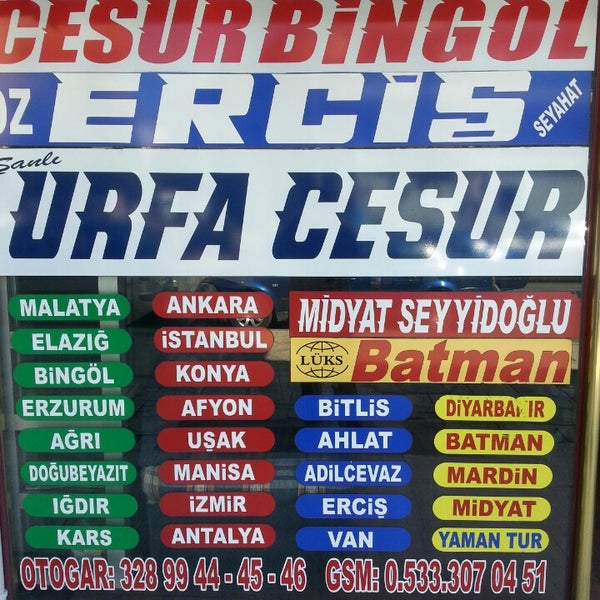 CESUR BİNGÖL
ÖZ ERCİŞ SEYAHAT
Şanlı
URFA CESUR
MİDYAT SEYYİDOĞLU
LÜKS Batman
MALATYA
ELAZIĞ
BİNGÖL
ERZURUM
AĞRI
DOĞUBEYAZIT
IĞDIR
KARS
ANKARA
İSTANBUL
KONYA
AFYON
UŞAK
MANİSA
İZMİR
ANTALYA
BİTLİS
AHLAT
ADİLCEVAZ
ERCİŞ
VAN
DİYARBAKIR
BATMAN
MARDİN
MİDYAT
YAMAN TUR
OTOGAR: 328 99 44 - 45 - 46 GSM: 0.533.307 04 51